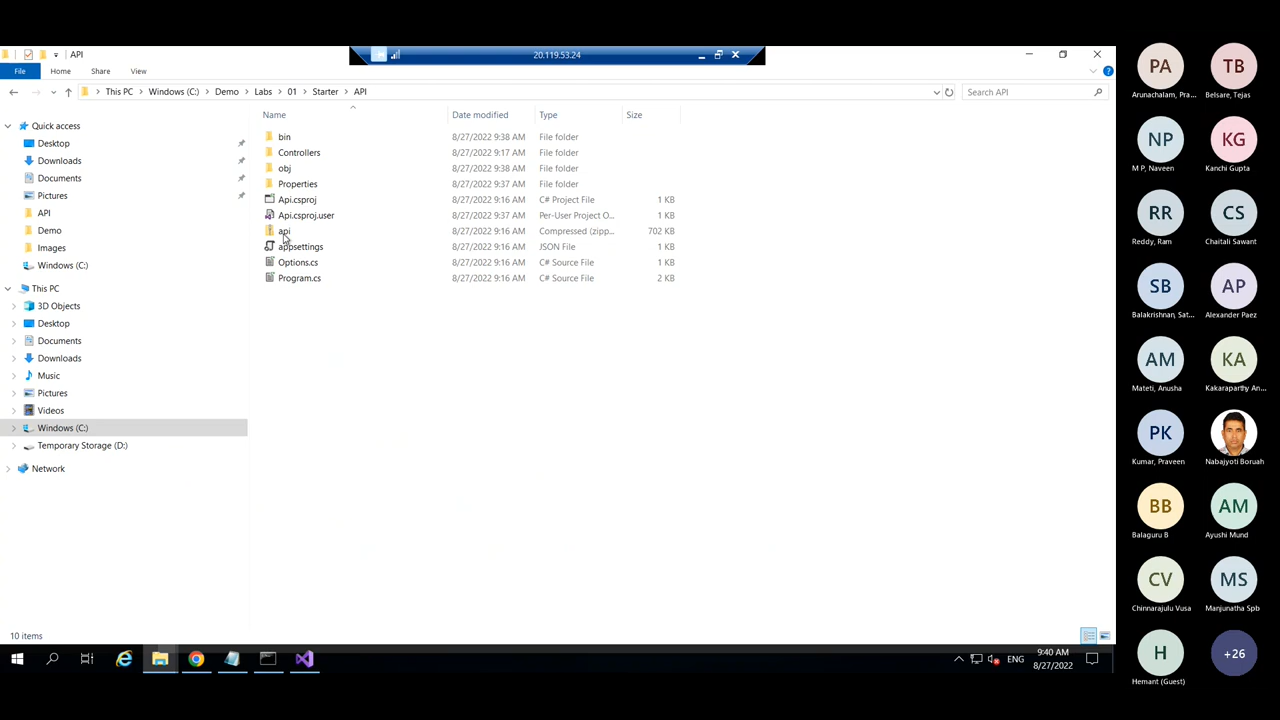 API
20.119.53.24
File Home Share View
This PC Windows (C:) Demo Labs 01 Starter API
Search API
Name Date modified Type Size
bin 8/27/2022 9:38 AM File folder
Controllers 8/27/2022 9:17 AM File folder
obj 8/27/2022 9:38 AM File folder
Properties 8/27/2022 9:37 AM File folder
Api.csproj 8/27/2022 9:16 AM C# Project File 1 KB
Api.csproj.user 8/27/2022 9:37 AM Per-User Project O... 1 KB
api 8/27/2022 9:16 AM Compressed (zipp... 702 KB
appsettings 8/27/2022 9:16 AM JSON File 1 KB
Options.cs 8/27/2022 9:16 AM C# Source File 1 KB
Program.cs 8/27/2022 9:16 AM C# Source File 2 KB
Quick access
Desktop
Downloads
Documents
Pictures
API
Demo
Images
Windows (C:)
This PC
3D Objects
Desktop
Documents
Downloads
Music
Pictures
Videos
Windows (C:)
Temporary Storage (D:)
Network
10 items
ENG
9:40 AM
8/27/2022
PA TB
Arunachalam, Pra... Belsare, Tejas
NP KG
M P, Naveen Kanchi Gupta
RR CS
Reddy, Ram Chaitali Sawant
SB AP
Balakrishnan, Sat... Alexander Paez
AM KA
Mateti, Anusha Kakaraparthy An...
PK
Kumar, Praveen Nabajyoti Boruah
BB AM
Balaguru B Ayushi Mund
CV MS
Chinnarajulu Vusa Manjunatha Spb
H +26
Hemant (Guest)